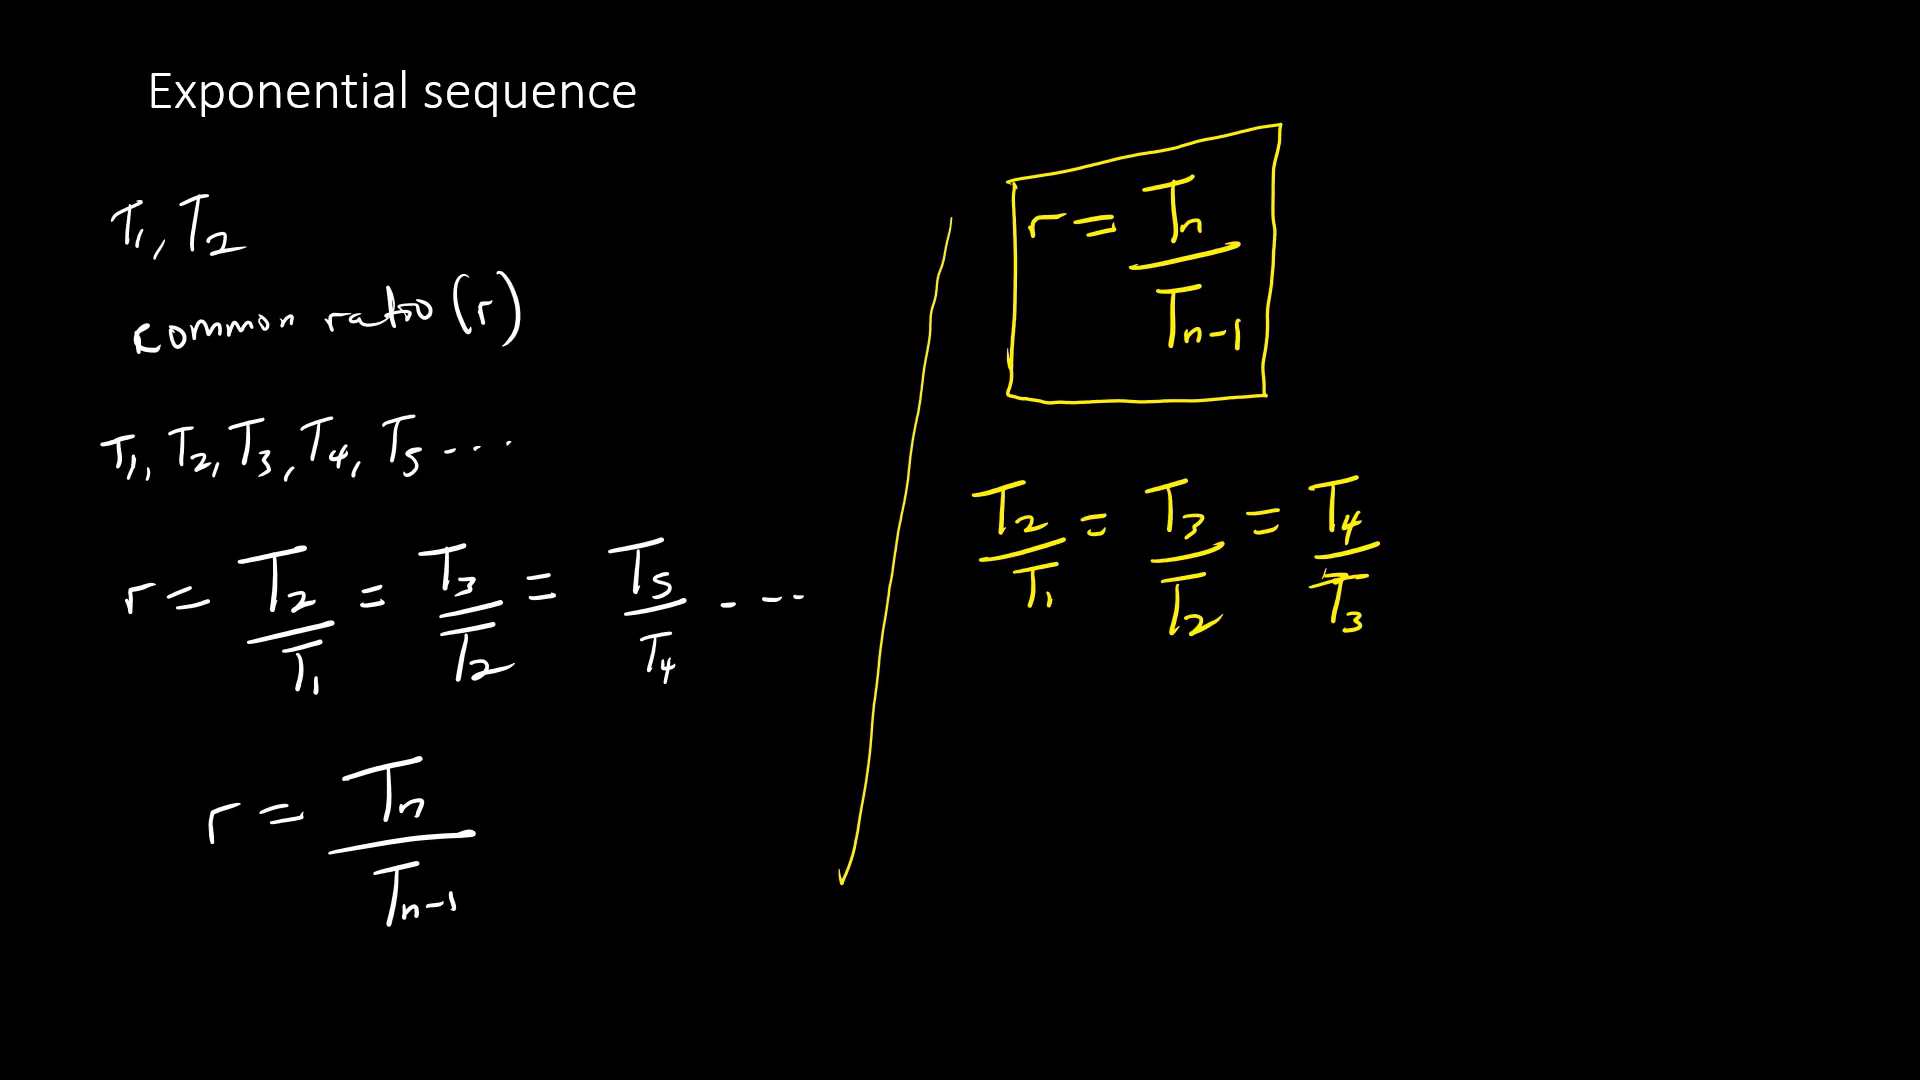 Exponential sequence
T₁, T₂
common ratio (r)
T₁, T₂, T₃, T₄, T₅ ...
r = T₂/T₁ = T₃/T₂ = T₅/T₄ ...
r = Tₙ/Tₙ₋₁
r = Tₙ/Tₙ₋₁
T₂/T₁ = T₃/T₂ = T₄/T₃